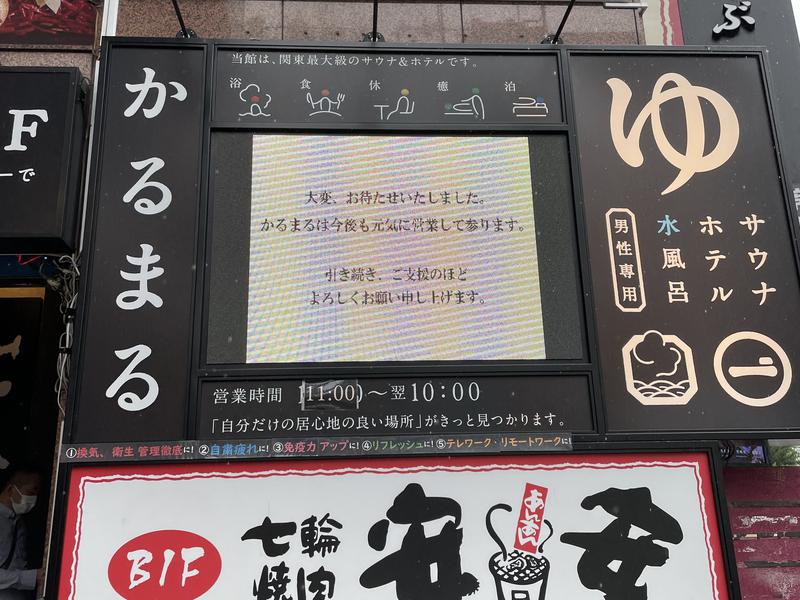 ぶ
F
ーで
かるまる
当館は、関東最大級のサウナ&ホテルです。
浴 食 休 癒 泊
大変、お待たせいたしました。
かるまるは今後も元気に営業して参ります。
引き続き、ご支援のほど
よろしくお願い申し上げます。
営業時間 11:00~翌10:00
「自分だけの居心地の良い場所」がきっと見つかります。
ゆ
サウナ
ホテル
水風呂
男性専用
①換気、衛生 管理徹底に! ②自粛疲れに! ③免疫力 アップに! ④リフレッシュに! ⑤テレワーク・リモートワークに!
B1F
七輪
焼肉
安安
あんあん